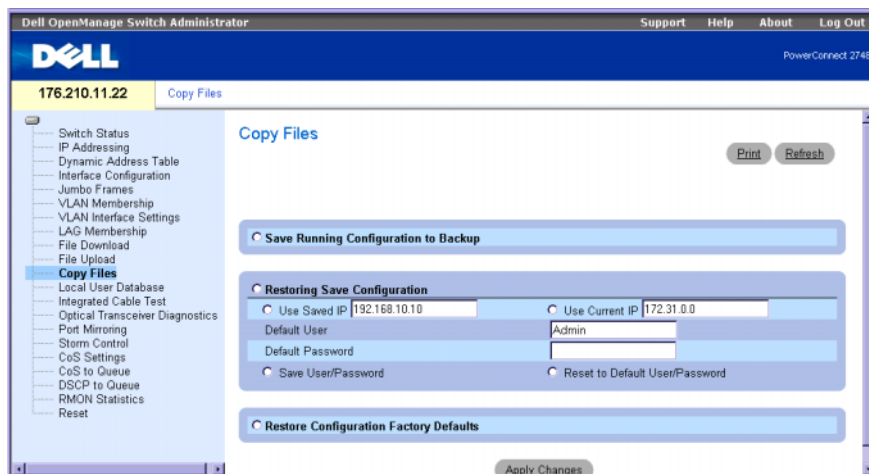 Dell OpenManage Switch Administrator Support Help About Log Out
DELL
PowerConnect 2748
176.210.11.22 Copy Files
Switch Status
IP Addressing
Dynamic Address Table
Interface Configuration
Jumbo Frames
VLAN Membership
VLAN Interface Settings
LAG Membership
File Download
File Upload
Copy Files
Local User Database
Integrated Cable Test
Optical Transceiver Diagnostics
Port Mirroring
Storm Control
CoS Settings
CoS to Queue
DSCP to Queue
RMON Statistics
Reset
Copy Files
Print Refresh
Save Running Configuration to Backup
Restoring Save Configuration
Use Saved IP 192.168.10.10 Use Current IP 172.31.0.0
Default User Admin
Default Password
Save User/Password Reset to Default User/Password
Restore Configuration Factory Defaults
Apply Changes